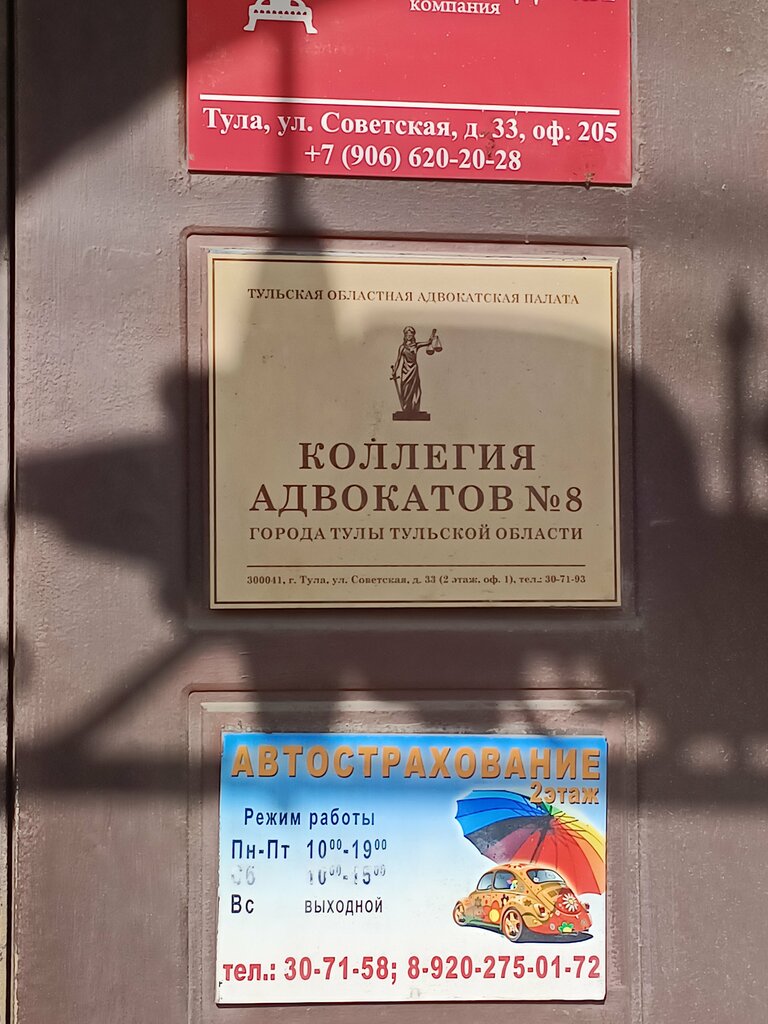 компания
Тула, ул. Советская, д. 33, оф. 205
+7 (906) 620-20-28
ТУЛЬСКАЯ ОБЛАСТНАЯ АДВОКАТСКАЯ ПАЛАТА
КОЛЛЕГИЯ
АДВОКАТОВ №8
ГОРОДА ТУЛЫ ТУЛЬСКОЙ ОБЛАСТИ
300041, г. Тула, ул. Советская, д. 33 (2 этаж, оф. 1), тел.: 30-71-93
АВТОСТРАХОВАНИЕ
2этаж
Режим работы
Пн-Пт 10⁰⁰-19⁰⁰
Сб 10⁰⁰-15⁰⁰
Вс выходной
тел.: 30-71-58; 8-920-275-01-72